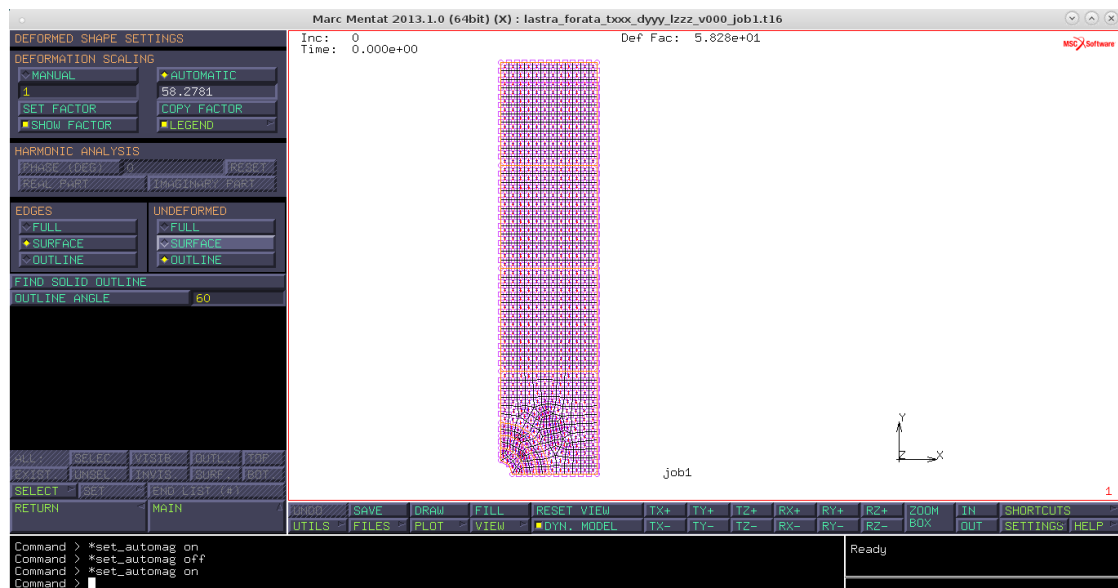 Marc Mentat 2013.1.0 (64bit) (X) : lastra_forata_txxx_dyyy_lzzz_v000_job1.t16
DEFORMED SHAPE SETTINGS
DEFORMATION SCALING
MANUAL AUTOMATIC
1 58.2781
SET FACTOR COPY FACTOR
SHOW FACTOR LEGEND
HARMONIC ANALYSIS
PHASE (DEG) 0 RESET
REAL PART IMAGINARY PART
EDGES UNDEFORMED
FULL FULL
SURFACE SURFACE
OUTLINE OUTLINE
FIND SOLID OUTLINE
OUTLINE ANGLE 60
ALL: SELEC. VISIB. OUTL. TOP
EXIST. UNSEL. INVIS. SURF. BOT.
SELECT SET END LIST (#)
RETURN MAIN
Inc: 0 Def Fac: 5.828e+01
Time: 0.000e+00
MSC Software
Y
Z X
job1
1
UNDO SAVE DRAW FILL RESET VIEW TX+ TY+ TZ+ RX+ RY+ RZ+ ZOOM IN SHORTCUTS
UTILS FILES PLOT VIEW DYN. MODEL TX- TY- TZ- RX- RY- RZ- BOX OUT SETTINGS HELP
Command > *set_automag on
Command > *set_automag off
Command > *set_automag on
Command >
Ready